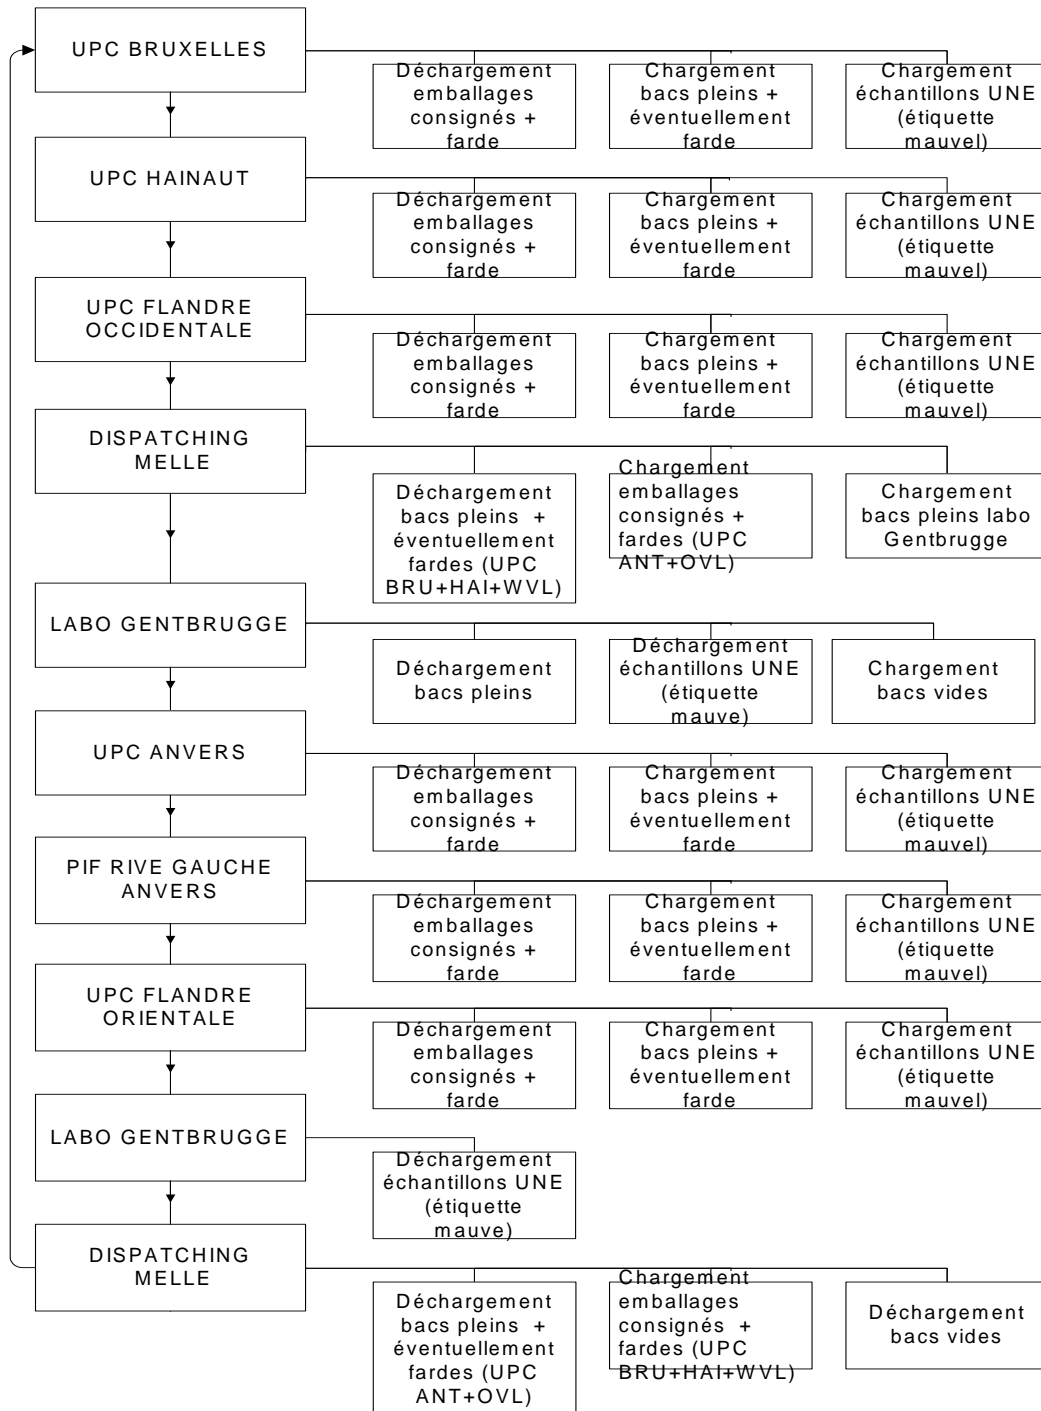 UPC BRUXELLES
Déchargement
emballages
consignés +
farde
Chargement
bacs pleins +
éventuellement
farde
Chargement
échantillons UNE
(étiquette
mauvel)
UPC HAINAUT
Déchargement
emballages
consignés +
farde
Chargement
bacs pleins +
éventuellement
farde
Chargement
échantillons UNE
(étiquette
mauvel)
UPC FLANDRE
OCCIDENTALE
Déchargement
emballages
consignés +
farde
Chargement
bacs pleins +
éventuellement
farde
Chargement
échantillons UNE
(étiquette
mauvel)
DISPATCHING
MELLE
Déchargement
bacs pleins +
éventuellement
fardes (UPC
BRU+HAI+WVL)
Chargement
emballages
consignés +
fardes (UPC
ANT+OVL)
Chargement
bacs pleins labo
Gentbrugge
LABO GENTBRUGGE
Déchargement
bacs pleins
Déchargement
échantillons UNE
(étiquette
mauve)
Chargement
bacs vides
UPC ANVERS
Déchargement
emballages
consignés +
farde
Chargement
bacs pleins +
éventuellement
farde
Chargement
échantillons UNE
(étiquette
mauvel)
PIF RIVE GAUCHE
ANVERS
Déchargement
emballages
consignés +
farde
Chargement
bacs pleins +
éventuellement
farde
Chargement
échantillons UNE
(étiquette
mauvel)
UPC FLANDRE
ORIENTALE
Déchargement
emballages
consignés +
farde
Chargement
bacs pleins +
éventuellement
farde
Chargement
échantillons UNE
(étiquette
mauvel)
LABO GENTBRUGGE
Déchargement
échantillons UNE
(étiquette
mauve)
DISPATCHING
MELLE
Déchargement
bacs pleins +
éventuellement
fardes (UPC
ANT+OVL)
Chargement
emballages
consignés +
fardes (UPC
BRU+HAI+WVL)
Déchargement
bacs vides